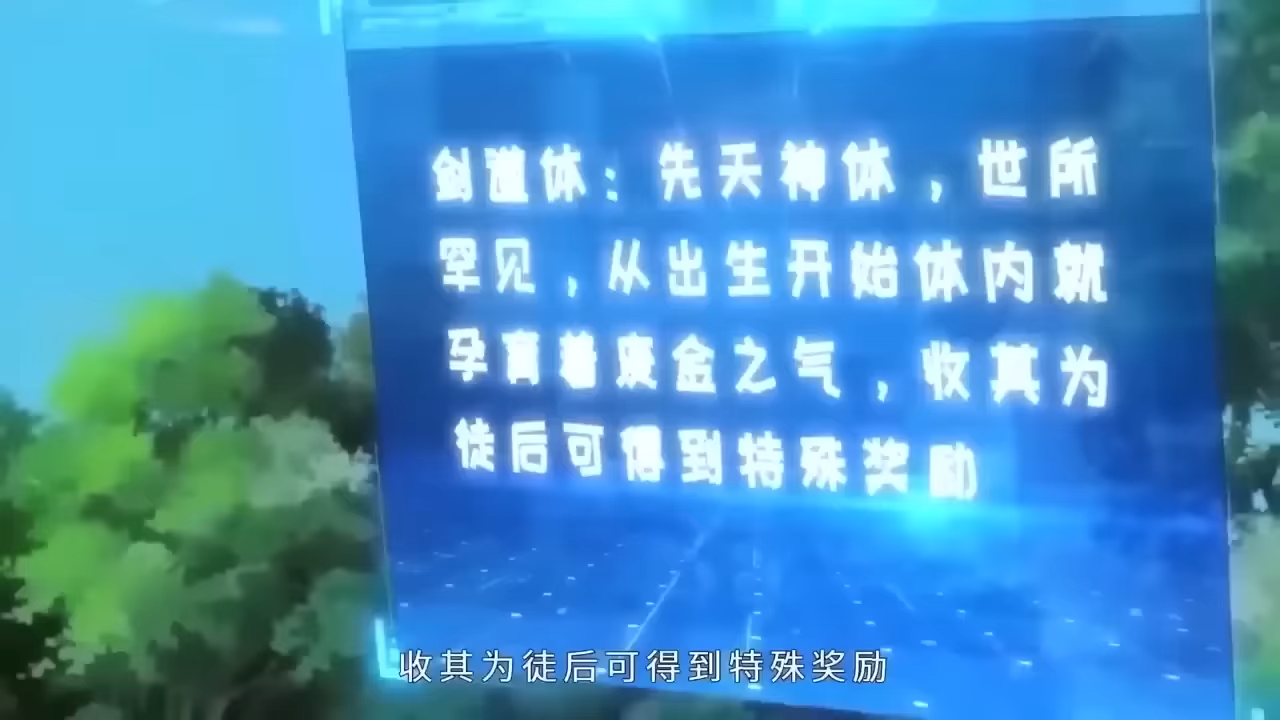 剑道体：先天神体，世所
罕见，从出生开始体内就
孕育着庚金之气，收其为
徒后可得到特殊奖励
收其为徒后可得到特殊奖励